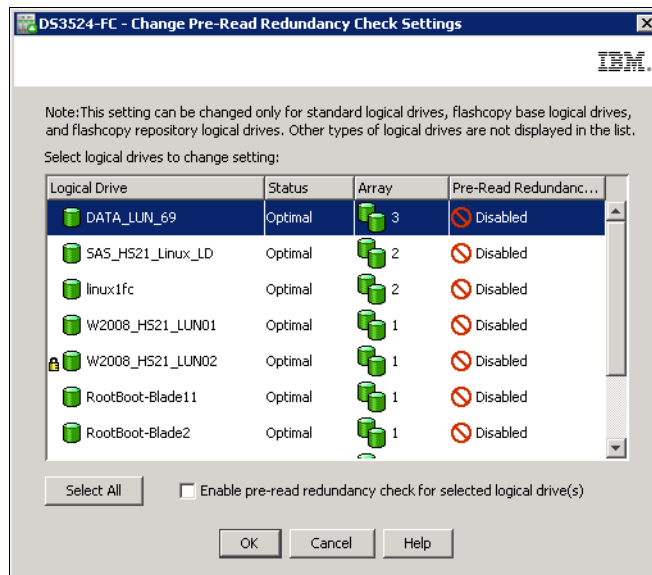 DS3524-FC - Change Pre-Read Redundancy Check Settings
IBM.
Note:This setting can be changed only for standard logical drives, flashcopy base logical drives,
and flashcopy repository logical drives. Other types of logical drives are not displayed in the list.
Select logical drives to change setting:
Logical Drive Status Array Pre-Read Redundanc...
DATA_LUN_69 Optimal 3 Disabled
SAS_HS21_Linux_LD Optimal 2 Disabled
linux1fc Optimal 2 Disabled
W2008_HS21_LUN01 Optimal 1 Disabled
W2008_HS21_LUN02 Optimal 1 Disabled
RootBoot-Blade11 Optimal 1 Disabled
RootBoot-Blade2 Optimal 1 Disabled
Select All Enable pre-read redundancy check for selected logical drive(s)
OK Cancel Help